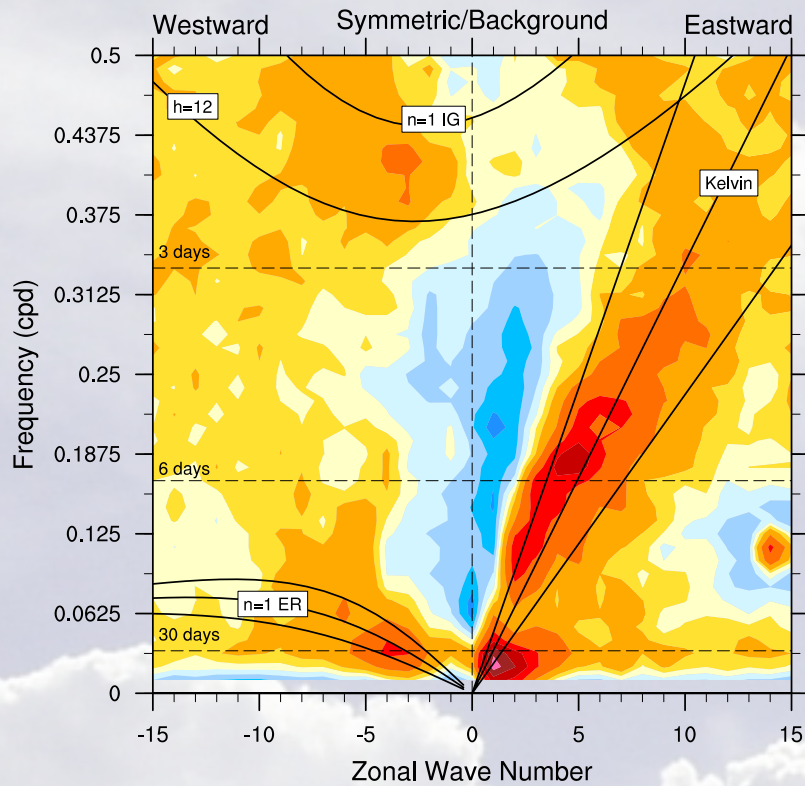 Westward Symmetric/Background Eastward
0.5
h=12
n=1 IG
0.4375
Kelvin
0.375
3 days
0.3125
Frequency (cpd)
0.25
0.1875
6 days
0.125
n=1 ER
0.0625
30 days
0
-15 -10 -5 0 5 10 15
Zonal Wave Number